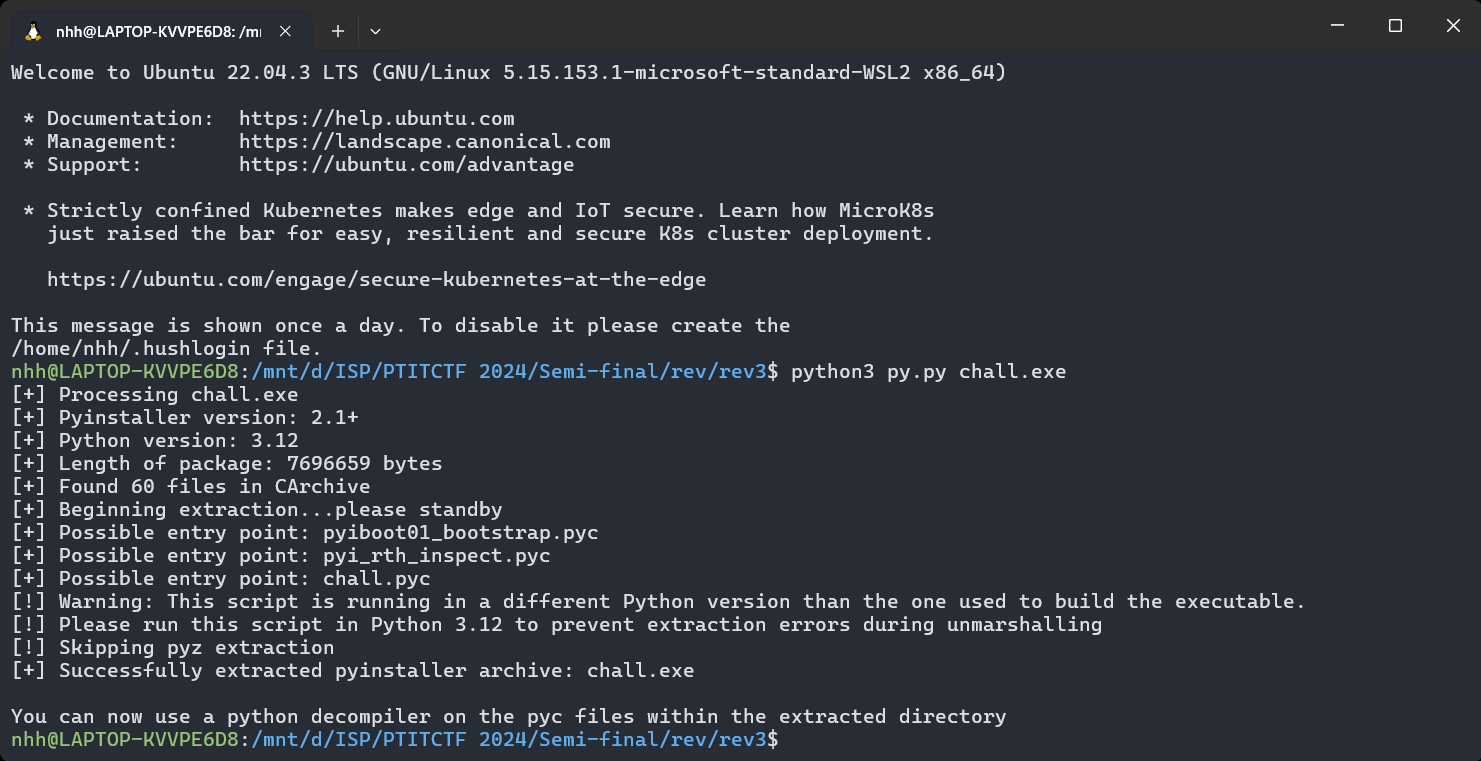 nhh@LAPTOP-KVVPE6D8: /m
Welcome to Ubuntu 22.04.3 LTS (GNU/Linux 5.15.153.1-microsoft-standard-WSL2 x86_64)
* Documentation:  https://help.ubuntu.com
* Management:     https://landscape.canonical.com
* Support:        https://ubuntu.com/advantage
* Strictly confined Kubernetes makes edge and IoT secure. Learn how MicroK8s
just raised the bar for easy, resilient and secure K8s cluster deployment.
https://ubuntu.com/engage/secure-kubernetes-at-the-edge
This message is shown once a day. To disable it please create the
/home/nhh/.hushlogin file.
nhh@LAPTOP-KVVPE6D8:/mnt/d/ISP/PTITCTF 2024/Semi-final/rev/rev3$ python3 py.py chall.exe
[+] Processing chall.exe
[+] Pyinstaller version: 2.1+
[+] Python version: 3.12
[+] Length of package: 7696659 bytes
[+] Found 60 files in CArchive
[+] Beginning extraction...please standby
[+] Possible entry point: pyiboot01_bootstrap.pyc
[+] Possible entry point: pyi_rth_inspect.pyc
[+] Possible entry point: chall.pyc
[!] Warning: This script is running in a different Python version than the one used to build the executable.
[!] Please run this script in Python 3.12 to prevent extraction errors during unmarshalling
[!] Skipping pyz extraction
[+] Successfully extracted pyinstaller archive: chall.exe
You can now use a python decompiler on the pyc files within the extracted directory
nhh@LAPTOP-KVVPE6D8:/mnt/d/ISP/PTITCTF 2024/Semi-final/rev/rev3$